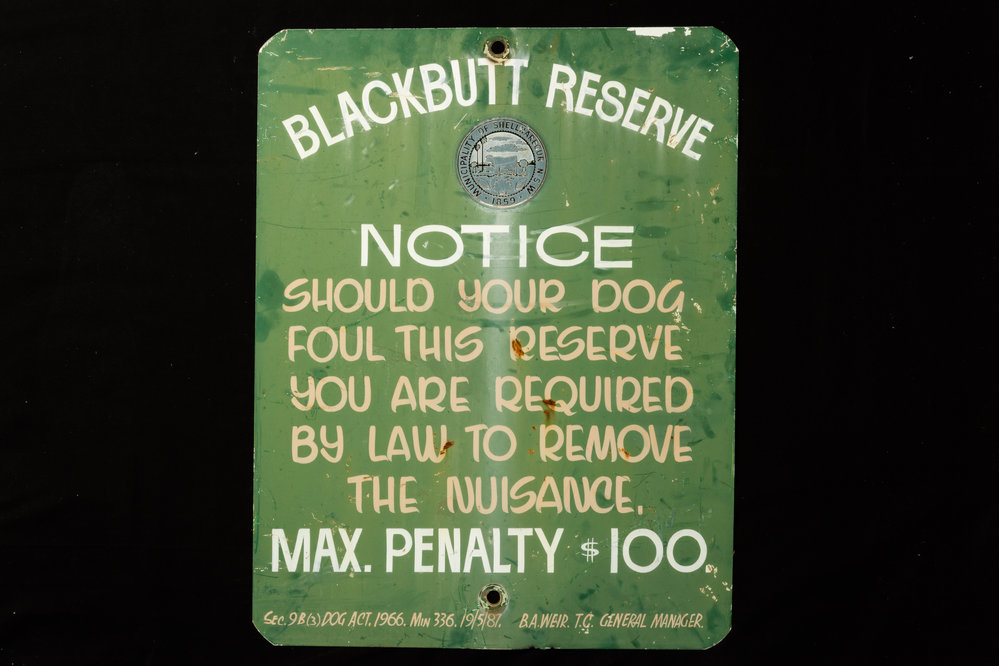 BLACKBUTT RESERVE
MUNICIPALITY OF SHELLHARBOUR N.S.W.
1859
NOTICE
SHOULD YOUR DOG
FOUL THIS RESERVE
YOU ARE REQUIRED
BY LAW TO REMOVE
THE NUISANCE.
MAX. PENALTY $100.
SEC. 9B(3) DOG ACT. 1966. MIN 336. 19/5/81. B.A.WEIR. T.C. GENERAL MANAGER.